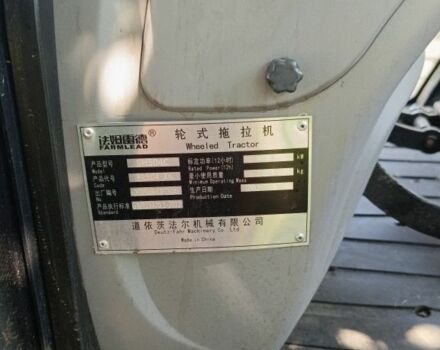 法姆雷德® 轮式拖拉机
FARMLEAD Wheeled Tractor
产品型号 标定功率(12小时) kW
Model Rated Power(12h)
产品代号 最小使用质量 kg
Code Minimum Operating Mass
出厂编号 生产日期
No Production Date
产品执行标准
Standard
道依茨法尔机械有限公司
Deutz-Fahr Machinery Co. Ltd
Made in China